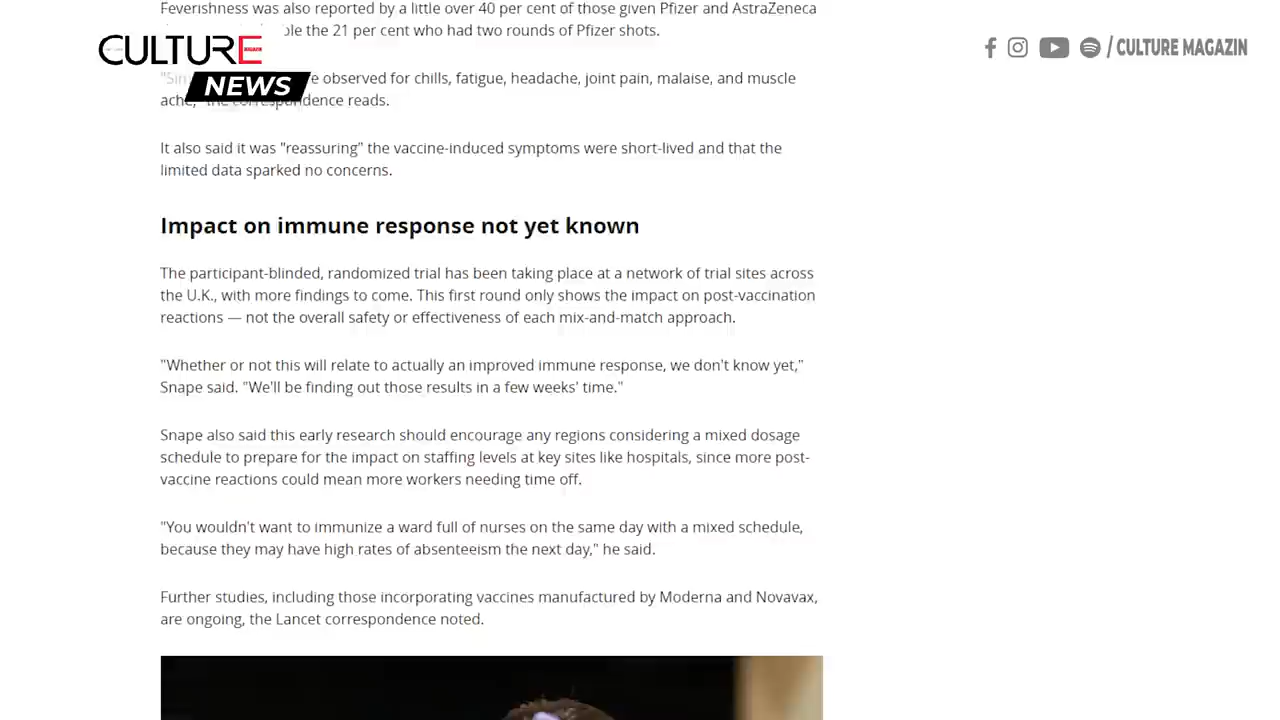 Feverishness was also reported by a little over 40 per cent of those given Pfizer and AstraZeneca
the 21 per cent who had two rounds of Pfizer shots.
CULTURE
NEWS
/ CULTURE MAGAZIN
observed for chills, fatigue, headache, joint pain, malaise, and muscle
ache," the correspondence reads.
It also said it was "reassuring" the vaccine-induced symptoms were short-lived and that the
limited data sparked no concerns.
Impact on immune response not yet known
The participant-blinded, randomized trial has been taking place at a network of trial sites across
the U.K., with more findings to come. This first round only shows the impact on post-vaccination
reactions — not the overall safety or effectiveness of each mix-and-match approach.
"Whether or not this will relate to actually an improved immune response, we don't know yet,"
Snape said. "We'll be finding out those results in a few weeks' time."
Snape also said this early research should encourage any regions considering a mixed dosage
schedule to prepare for the impact on staffing levels at key sites like hospitals, since more post-
vaccine reactions could mean more workers needing time off.
"You wouldn't want to immunize a ward full of nurses on the same day with a mixed schedule,
because they may have high rates of absenteeism the next day," he said.
Further studies, including those incorporating vaccines manufactured by Moderna and Novavax,
are ongoing, the Lancet correspondence noted.